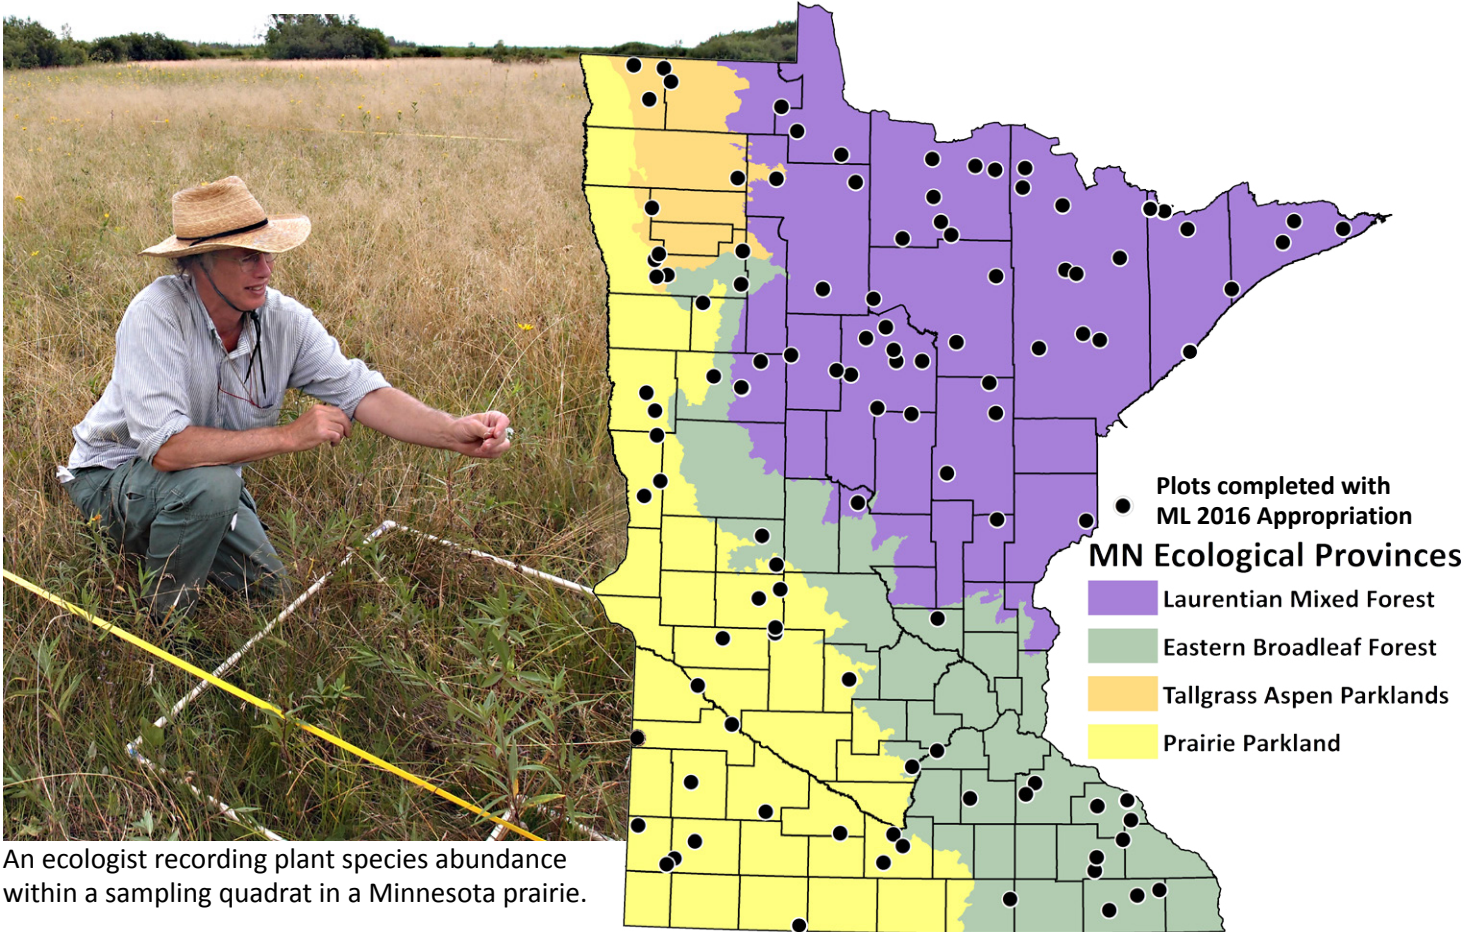 Plots completed with
ML 2016 Appropriation
MN Ecological Provinces
Laurentian Mixed Forest
Eastern Broadleaf Forest
Tallgrass Aspen Parklands
Prairie Parkland
An ecologist recording plant species abundance
within a sampling quadrat in a Minnesota prairie.